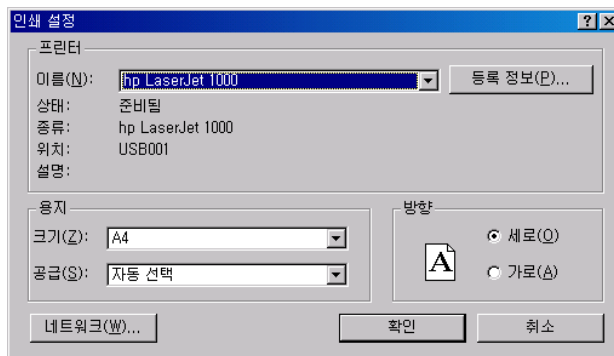 인쇄 설정
프린터
이름(N): hp LaserJet 1000 등록 정보(P)...
상태: 준비됨
종류: hp LaserJet 1000
위치: USB001
설명:
용지 방향
크기(Z): A4 세로(O)
공급(S): 자동 선택 가로(A)
A
네트워크(W)... 확인 취소